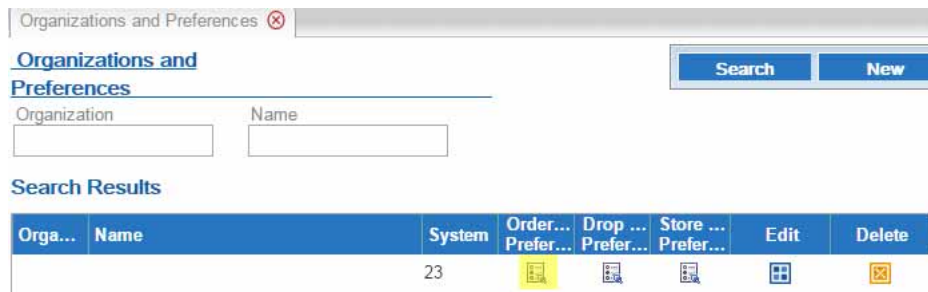 Organizations and Preferences
Organizations and
Preferences
Search New
Organization Name
Search Results
Orga... Name System Order... Prefer... Drop ... Prefer... Store ... Prefer... Edit Delete
23